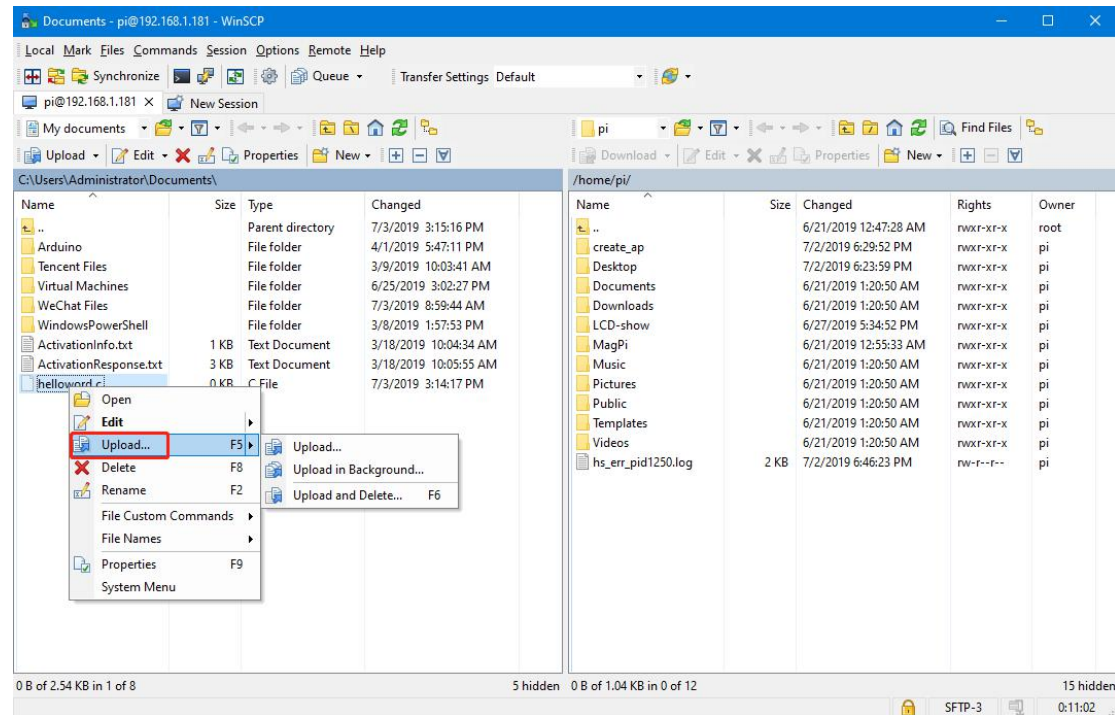 Documents - pi@192.168.1.181 - WinSCP
Local Mark Files Commands Session Options Remote Help
Synchronize Queue Transfer Settings Default
pi@192.168.1.181 New Session
My documents pi Find Files
Upload Edit Properties New Download Edit Properties New
C:\Users\Administrator\Documents\ /home/pi/
Name Size Type Changed Name Size Changed Rights Owner
.. Parent directory 7/3/2019 3:15:16 PM .. 6/21/2019 12:47:28 AM rwxr-xr-x root
Arduino File folder 4/1/2019 5:47:11 PM create_ap 7/2/2019 6:29:52 PM rwxr-xr-x pi
Tencent Files File folder 3/9/2019 10:03:41 AM Desktop 7/2/2019 6:23:59 PM rwxr-xr-x pi
Virtual Machines File folder 6/25/2019 3:02:27 PM Documents 6/21/2019 1:20:50 AM rwxr-xr-x pi
WeChat Files File folder 7/3/2019 8:59:44 AM Downloads 6/21/2019 1:20:50 AM rwxr-xr-x pi
WindowsPowerShell File folder 3/8/2019 1:57:53 PM LCD-show 6/27/2019 5:34:52 PM rwxr-xr-x pi
ActivationInfo.txt 1 KB Text Document 3/18/2019 10:04:34 AM MagPi 6/21/2019 12:55:33 AM rwxr-xr-x pi
ActivationResponse.txt 3 KB Text Document 3/18/2019 10:05:55 AM Music 6/21/2019 1:20:50 AM rwxr-xr-x pi
helloword.c 0 KB C File 7/3/2019 3:14:17 PM Pictures 6/21/2019 1:20:50 AM rwxr-xr-x pi
Public 6/21/2019 1:20:50 AM rwxr-xr-x pi
Templates 6/21/2019 1:20:50 AM rwxr-xr-x pi
Videos 6/21/2019 1:20:50 AM rwxr-xr-x pi
hs_err_pid1250.log 2 KB 7/2/2019 6:46:23 PM rw-r--r-- pi
Open
Edit
Upload... F5
Delete F8
Rename F2
File Custom Commands
File Names
Properties F9
System Menu
Upload...
Upload in Background...
Upload and Delete... F6
0 B of 2.54 KB in 1 of 8 5 hidden 0 B of 1.04 KB in 0 of 12 15 hidden
SFTP-3 0:11:02